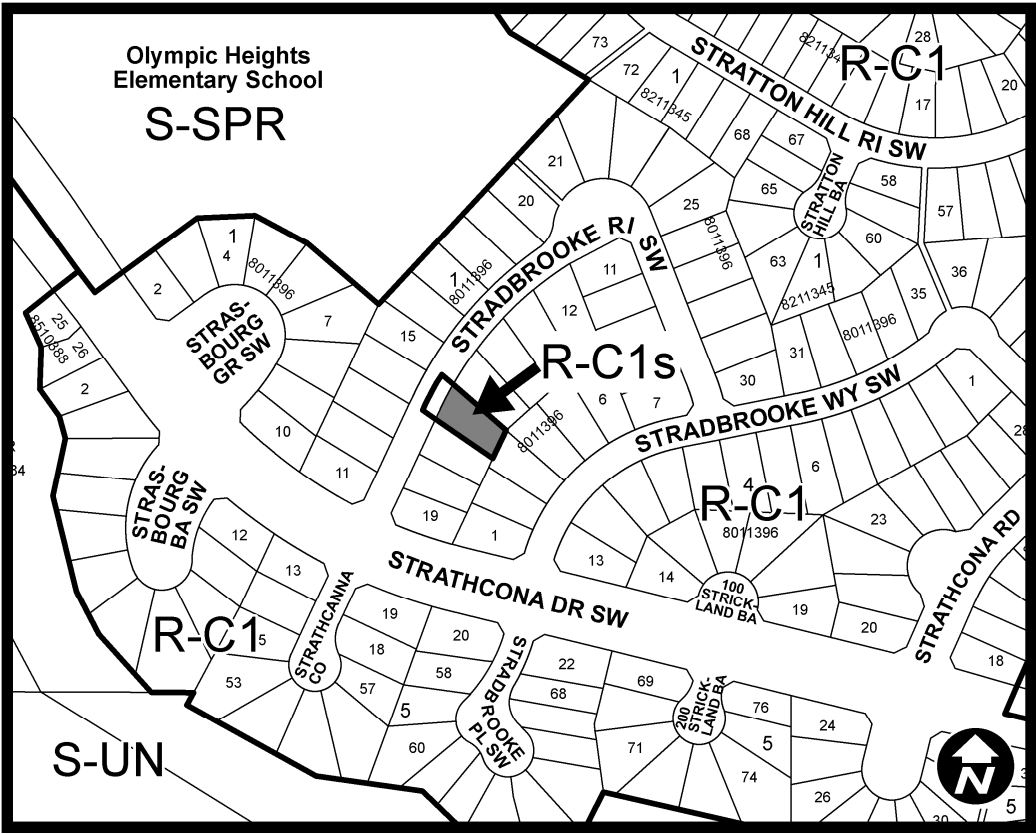 Olympic Heights
Elementary School
S-SPR
R-C1
STRATTON HILL RI SW
73
72
1
8211345
68
67
28
17
20
65
STRATTON
HILL BA
58
57
60
63
1
8211345
36
35
21
20
25
8011396
STRADBROOKE RI SW
11
12
1
8011396
15
2
1
4
8011396
7
STRAS-
BOURG
GR SW
10
11
25
26
8510888
2
R-C1s
8011396
6
7
30
31
8011396
STRADBROOKE WY SW
1
28
19
1
4
8011396
R-C1
6
23
13
14
100
STRICK-
LAND BA
19
20
STRATHCONA RD
18
STRATHCONA DR SW
STRAS-
BOURG
BA SW
12
13
R-C1
5
53
STRATHCANNA
CO
19
18
57
5
20
58
60
STRADBROOKE
PL SW
22
68
69
71
200
STRICK-
LAND BA
76
5
74
24
26
30
S-UN
N
5